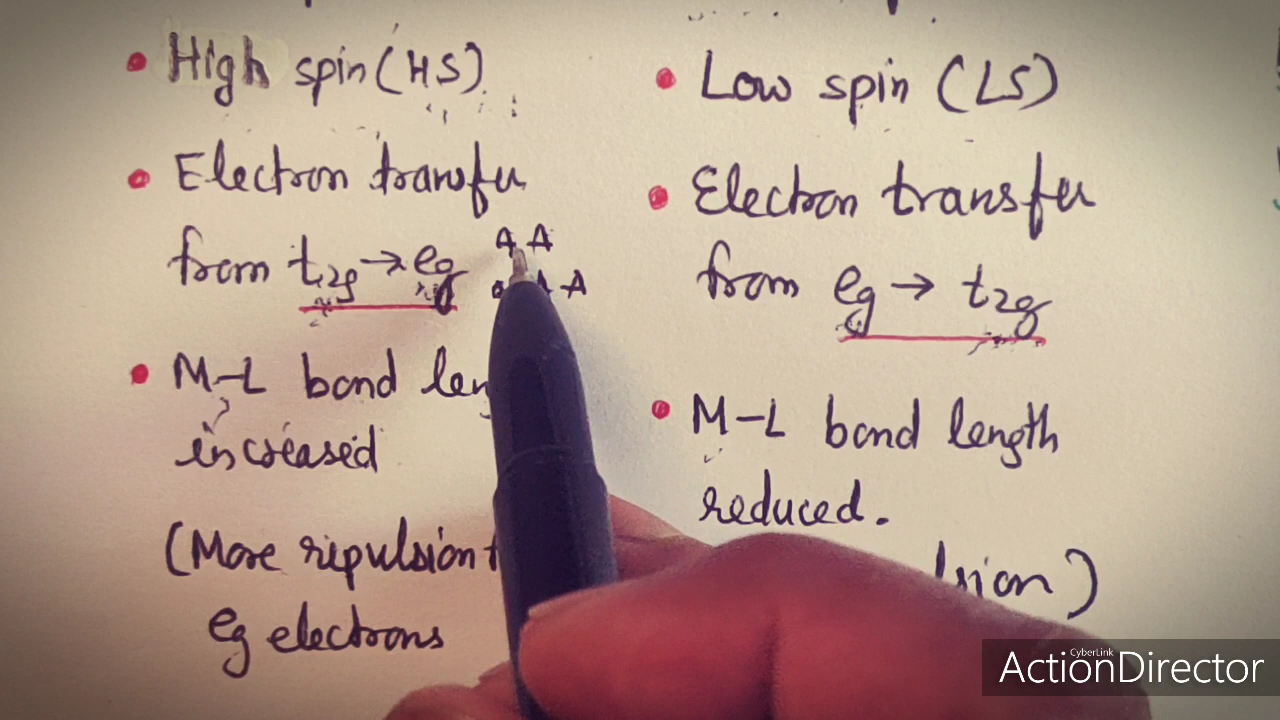 High spin (HS)
Electron transfer
from t2g → eg
M-L bond
increased
(More repulsion
eg electrons
Low spin (LS)
Electron transfer
from eg → t2g
M-L bond length
reduced.
CyberLink
ActionDirector